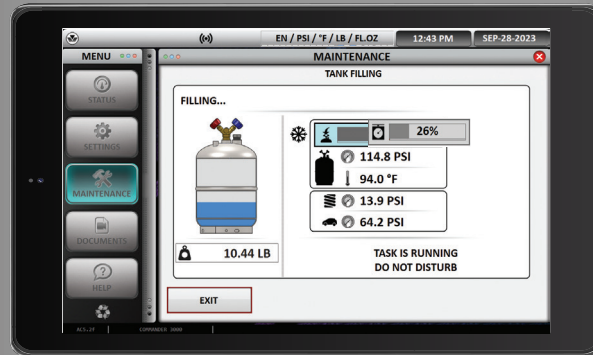 EN / PSI / °F / LB / FL.OZ
12:43 PM
SEP-28-2023
MENU
MAINTENANCE
STATUS
SETTINGS
MAINTENANCE
DOCUMENTS
HELP
TANK FILLING
FILLING...
26%
114.8 PSI
94.0 °F
13.9 PSI
64.2 PSI
10.44 LB
TASK IS RUNNING
DO NOT DISTURB
EXIT
ACS.2f
COMMANDER 3000